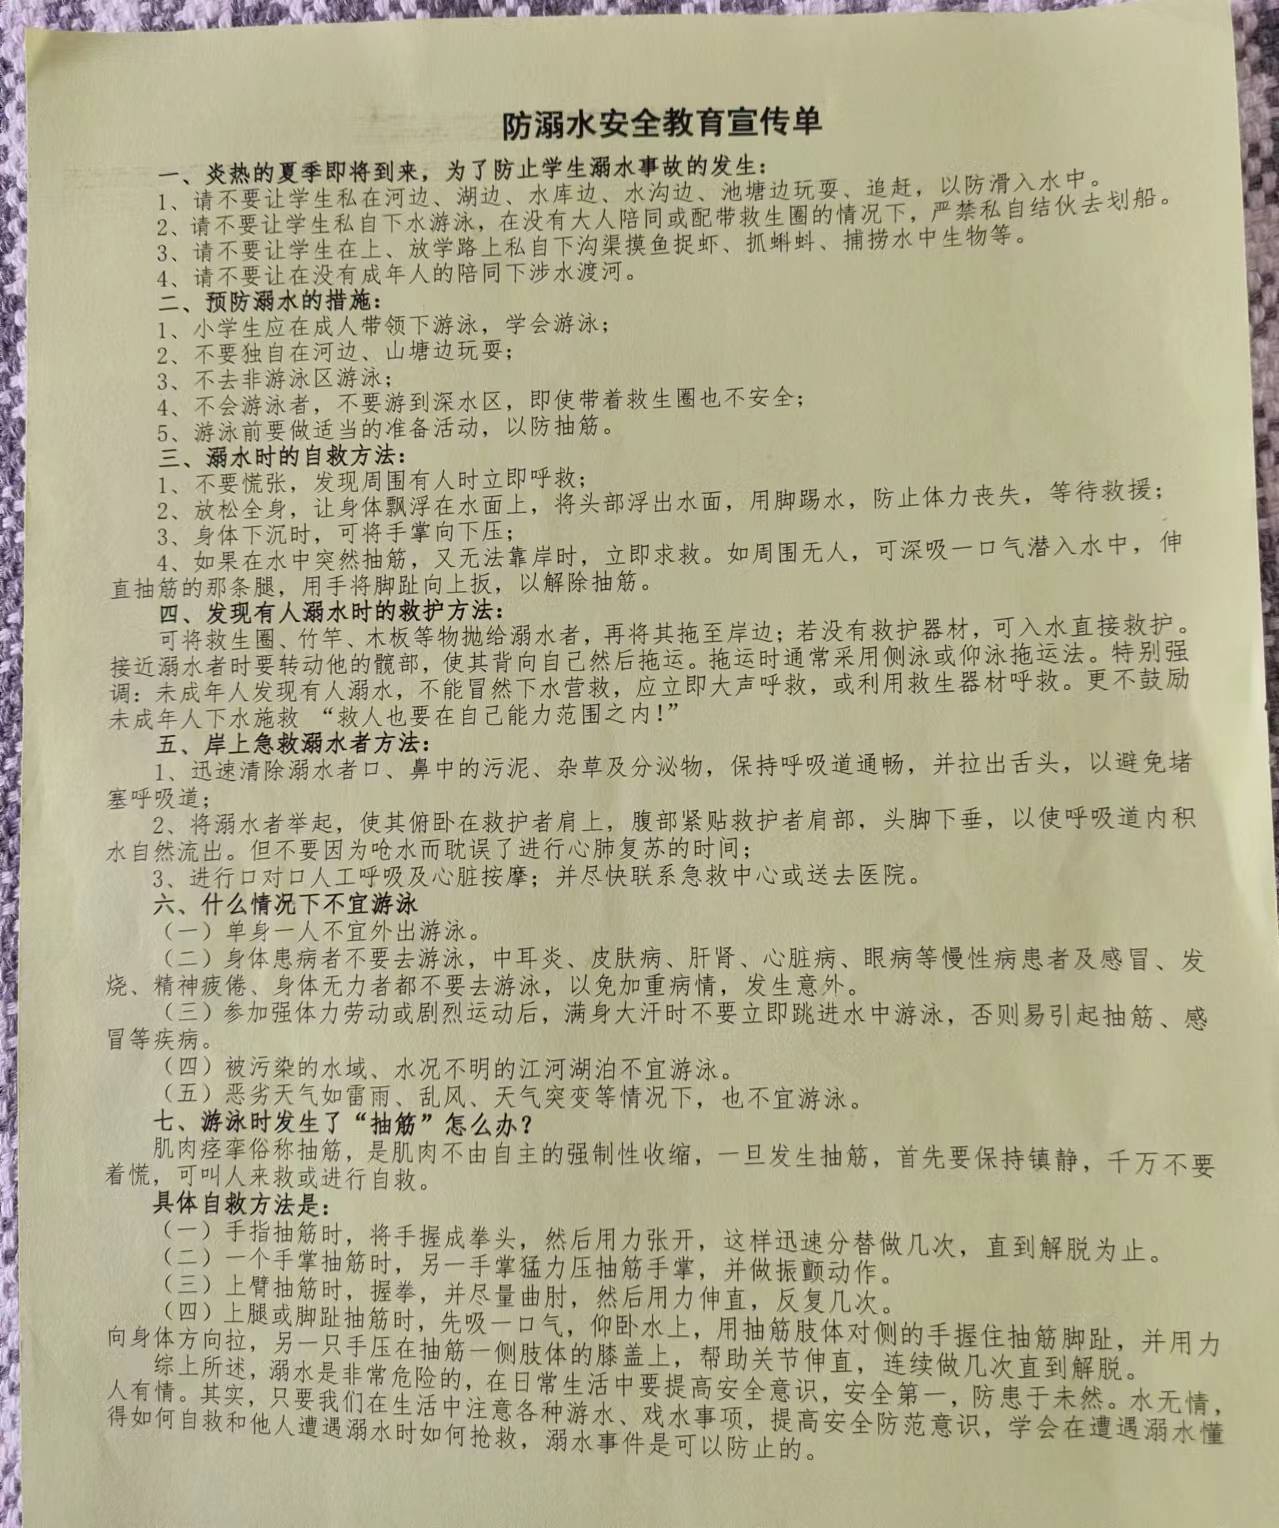 防溺水安全教育宣传单
一、炎热的夏季即将到来，为了防止学生溺水事故的发生：
1、请不要让学生私在河边、湖边、水库边、水沟边、池塘边玩耍、追赶，以防滑入水中。
2、请不要让学生私自下水游泳，在没有大人陪同或配带救生圈的情况下，严禁私自结伙去划船。
3、请不要让学生在上、放学路上私自下沟渠摸鱼捉虾、抓蝌蚪、捕捞水中生物等。
4、请不要让在没有成年人的陪同下涉水渡河。
二、预防溺水的措施：
1、小学生应在成人带领下游泳，学会游泳；
2、不要独自在河边、山塘边玩耍；
3、不去非游泳区游泳；
4、不会游泳者，不要游到深水区，即使带着救生圈也不安全；
5、游泳前要做适当的准备活动，以防抽筋。
三、溺水时的自救方法：
1、不要慌张，发现周围有人时立即呼救；
2、放松全身，让身体飘浮在水面上，将头部浮出水面，用脚踢水，防止体力丧失，等待救援；
3、身体下沉时，可将手掌向下压；
4、如果在水中突然抽筋，又无法靠岸时，立即求救。如周围无人，可深吸一口气潜入水中，伸
直抽筋的那条腿，用手将脚趾向上扳，以解除抽筋。
四、发现有人溺水时的救护方法：
可将救生圈、竹竿、木板等物抛给溺水者，再将其拖至岸边；若没有救护器材，可入水直接救护。
接近溺水者时要转动他的髋部，使其背向自己然后拖运。拖运时通常采用侧泳或仰泳拖运法。特别强
调：未成年人发现有人溺水，不能冒然下水营救，应立即大声呼救，或利用救生器材呼救。更不鼓励
未成年人下水施救 “救人也要在自己能力范围之内！”
五、岸上急救溺水者方法：
1、迅速清除溺水者口、鼻中的污泥、杂草及分泌物，保持呼吸道通畅，并拉出舌头，以避免堵
塞呼吸道；
2、将溺水者举起，使其俯卧在救护者肩上，腹部紧贴救护者肩部，头脚下垂，以使呼吸道内积
水自然流出。但不要因为呛水而耽误了进行心肺复苏的时间；
3、进行口对口人工呼吸及心脏按摩；并尽快联系急救中心或送去医院。
六、什么情况下不宜游泳
（一）单身一人不宜外出游泳。
（二）身体患病者不要去游泳，中耳炎、皮肤病、肝肾、心脏病、眼病等慢性病患者及感冒、发
烧、精神疲倦、身体无力者都不要去游泳，以免加重病情，发生意外。
（三）参加强体力劳动或剧烈运动后，满身大汗时不要立即跳进水中游泳，否则易引起抽筋、感
冒等疾病。
（四）被污染的水域、水况不明的江河湖泊不宜游泳。
（五）恶劣天气如雷雨、乱风、天气突变等情况下，也不宜游泳。
七、游泳时发生了“抽筋”怎么办？
肌肉痉挛俗称抽筋，是肌肉不由自主的强制性收缩，一旦发生抽筋，首先要保持镇静，千万不要
着慌，可叫人来救或进行自救。
具体自救方法是：
（一）手指抽筋时，将手握成拳头，然后用力张开，这样迅速分替做几次，直到解脱为止。
（二）一个手掌抽筋时，另一手掌猛力压抽筋手掌，并做振颤动作。
（三）上臂抽筋时，握拳，并尽量曲肘，然后用力伸直，反复几次。
（四）上腿或脚趾抽筋时，先吸一口气，仰卧水上，用抽筋肢体对侧的手握住抽筋脚趾，并用力
向身体方向拉，另一只手压在抽筋一侧肢体的膝盖上，帮助关节伸直，连续做几次直到解脱。
综上所述，溺水是非常危险的，在日常生活中要提高安全意识，安全第一，防患于未然。水无情，
人有情。其实，只要我们在生活中注意各种游水、戏水事项，提高安全防范意识，学会在遭遇溺水懂
得如何自救和他人遭遇溺水时如何抢救，溺水事件是可以防止的。